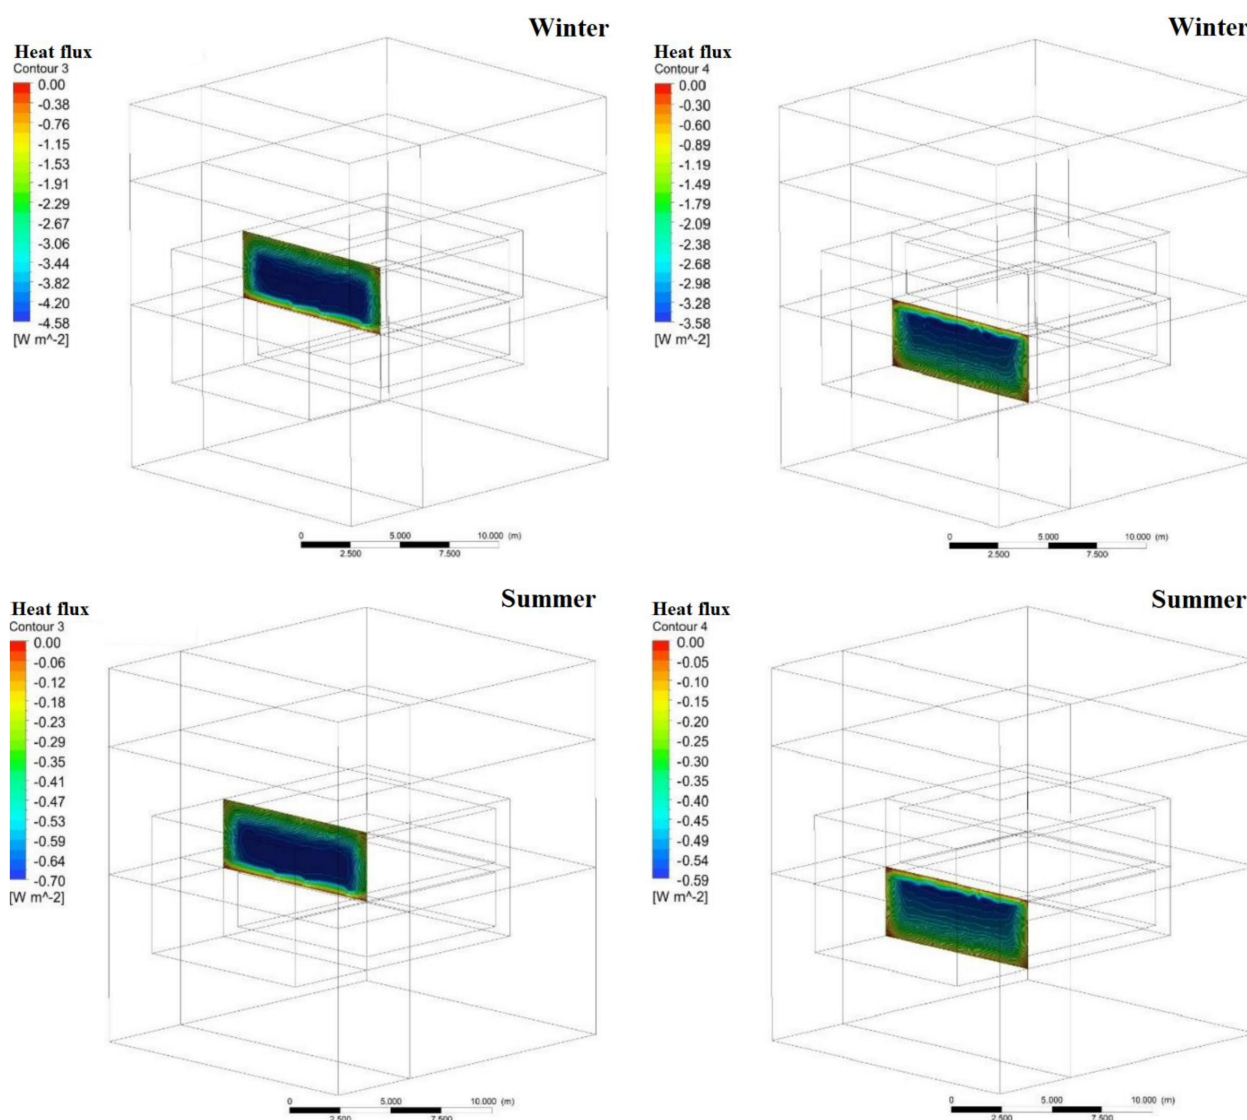 Winter
Heat flux
Contour 3
0.00
-0.38
-0.76
-1.15
-1.53
-1.91
-2.29
-2.67
-3.06
-3.44
-3.82
-4.20
-4.58
[W m^-2]
0 5.000 10.000 (m)
2.500 7.500
Winter
Heat flux
Contour 4
0.00
-0.30
-0.60
-0.89
-1.19
-1.49
-1.79
-2.09
-2.38
-2.68
-2.98
-3.28
-3.58
[W m^-2]
0 5.000 10.000 (m)
2.500 7.500
Summer
Heat flux
Contour 3
0.00
-0.06
-0.12
-0.18
-0.23
-0.29
-0.35
-0.41
-0.47
-0.53
-0.59
-0.64
-0.70
[W m^-2]
0 5.000 10.000 (m)
2.500 7.500
Summer
Heat flux
Contour 4
0.00
-0.05
-0.10
-0.15
-0.20
-0.25
-0.30
-0.35
-0.40
-0.45
-0.49
-0.54
-0.59
[W m^-2]
0 5.000 10.000 (m)
2.500 7.500